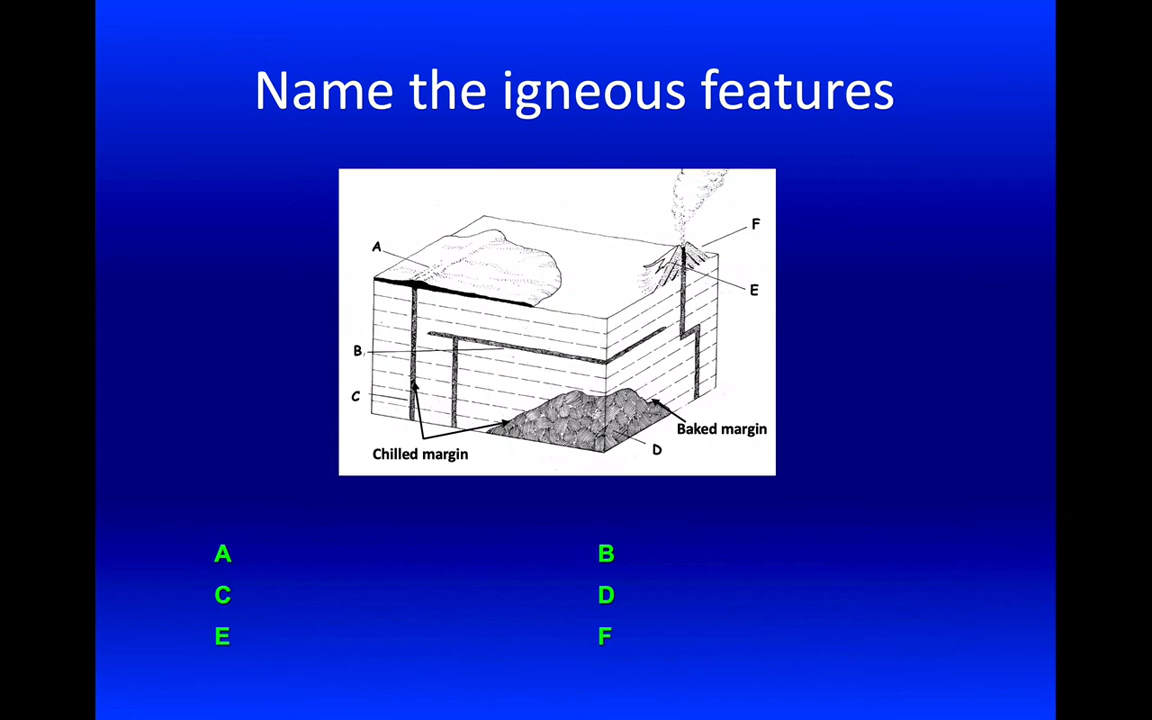 Name the igneous features
F
A
E
B
C
Baked margin
D
Chilled margin
A B
C D
E F